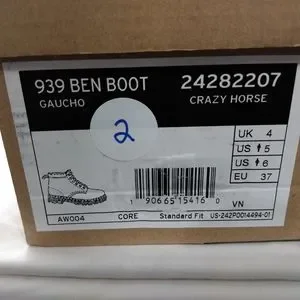 939 BEN BOOT 24282207
GAUCHO CRAZY HORSE
2
UK 4
US 5
US 6
EU 37
1 90665 15416 0 VN
AW004 CORE Standard Fit US-242P0014494-01